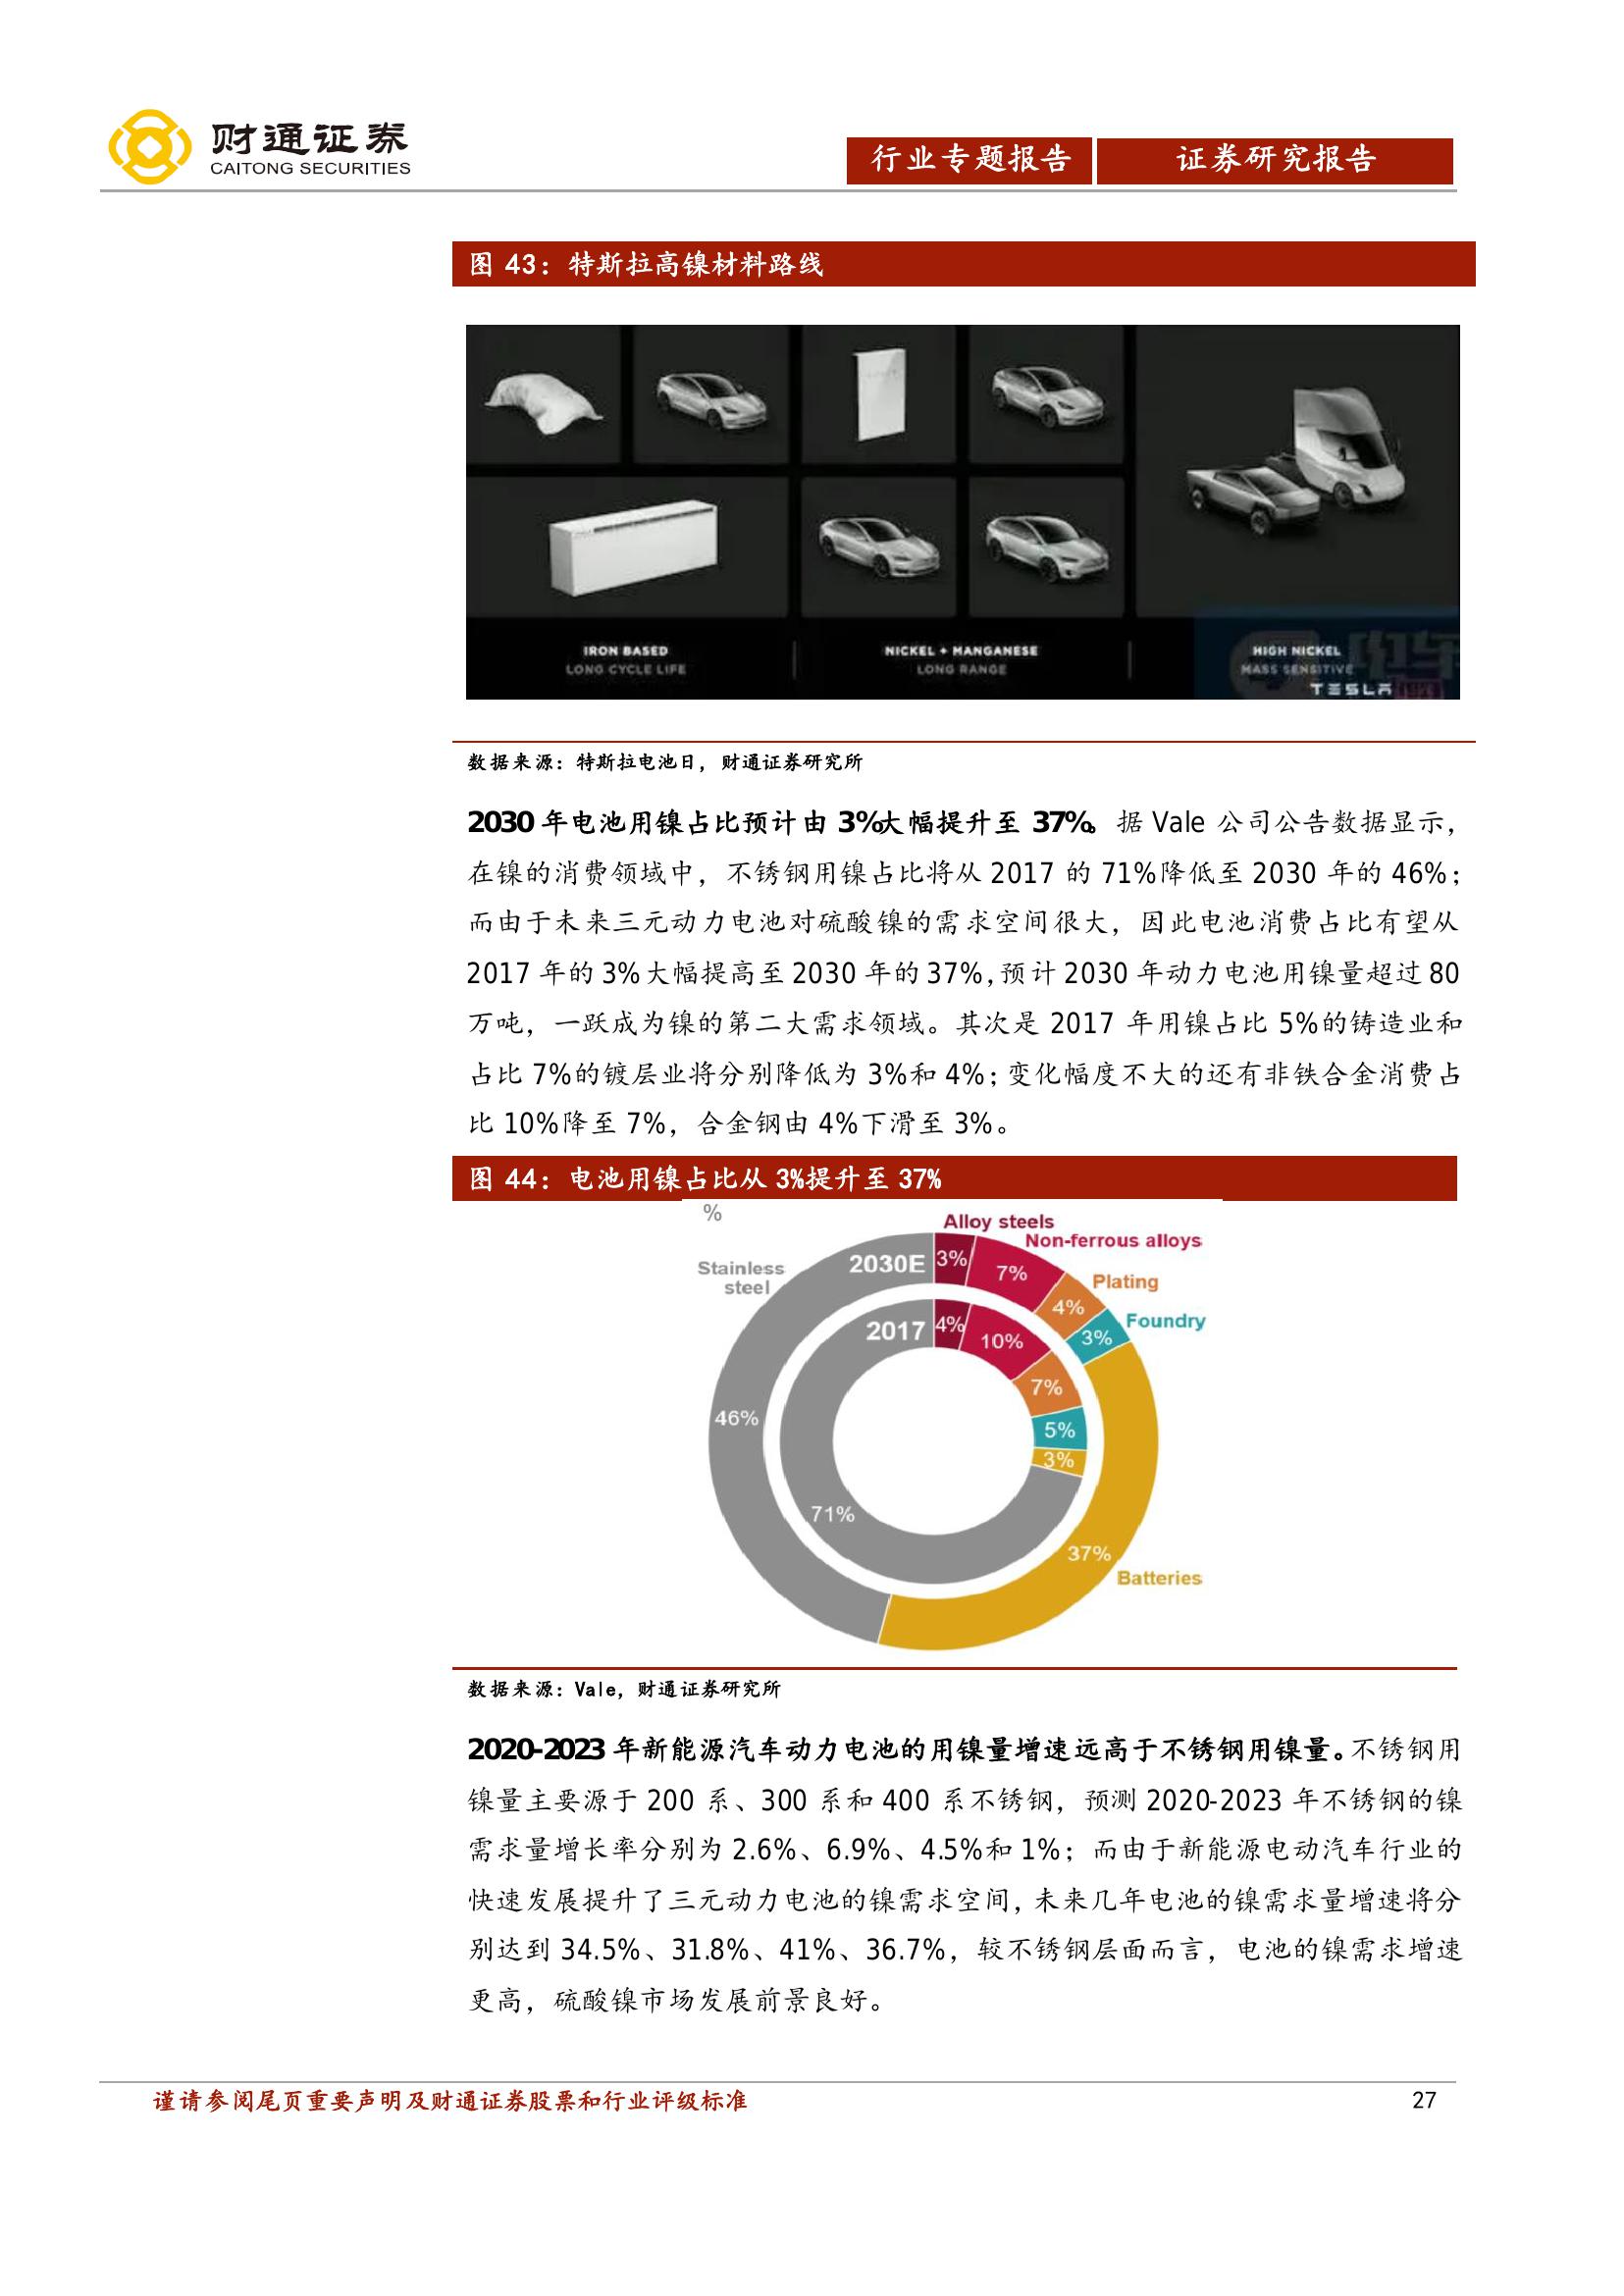 财通证券
CAITONG SECURITIES
行业专题报告
证券研究报告
图 43：特斯拉高镍材料路线
IRON BASED
LONG CYCLE LIFE
NICKEL + MANGANESE
LONG RANGE
HIGH NICKEL
MASS SENSITIVE
TESLA
数据来源：特斯拉电池日，财通证券研究所
2030 年电池用镍占比预计由 3%大幅提升至 37%。据 Vale 公司公告数据显示，
在镍的消费领域中，不锈钢用镍占比将从 2017 的 71%降低至 2030 年的 46%；
而由于未来三元动力电池对硫酸镍的需求空间很大，因此电池消费占比有望从
2017 年的 3%大幅提高至 2030 年的 37%，预计 2030 年动力电池用镍量超过 80
万吨，一跃成为镍的第二大需求领域。其次是 2017 年用镍占比 5%的铸造业和
占比 7%的镀层业将分别降低为 3%和 4%；变化幅度不大的还有非铁合金消费占
比 10%降至 7%，合金钢由 4%下滑至 3%。
图 44：电池用镍占比从 3%提升至 37%
%
Alloy steels
Non-ferrous alloys
Stainless
steel
2030E
3%
7%
Plating
4%
Foundry
3%
2017
4%
10%
7%
5%
3%
46%
71%
37%
Batteries
数据来源：Vale，财通证券研究所
2020-2023 年新能源汽车动力电池的用镍量增速远高于不锈钢用镍量。不锈钢用
镍量主要源于 200 系、300 系和 400 系不锈钢，预测 2020-2023 年不锈钢的镍
需求量增长率分别为 2.6%、6.9%、4.5%和 1%；而由于新能源电动汽车行业的
快速发展提升了三元动力电池的镍需求空间，未来几年电池的镍需求量增速将分
别达到 34.5%、31.8%、41%、36.7%，较不锈钢层面而言，电池的镍需求增速
更高，硫酸镍市场发展前景良好。
谨请参阅尾页重要声明及财通证券股票和行业评级标准
27